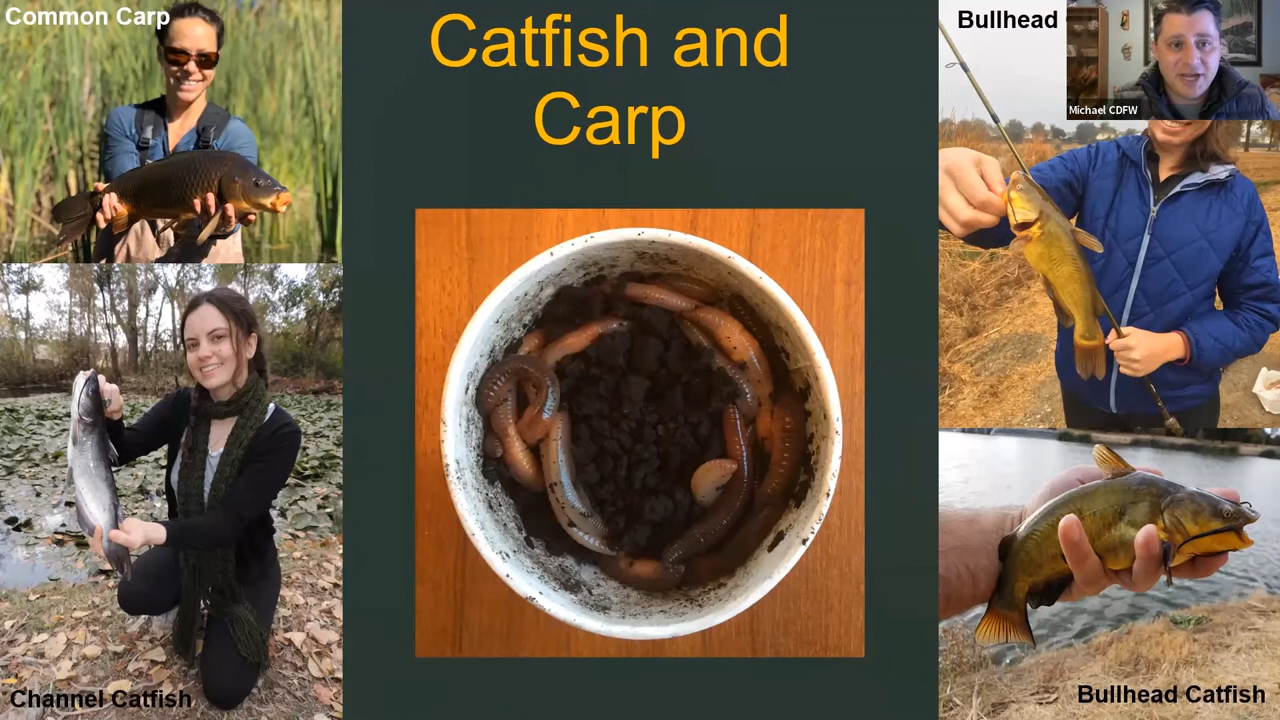 Common Carp
Catfish and
Carp
Bullhead
Michael CDFW
Channel Catfish
Bullhead Catfish